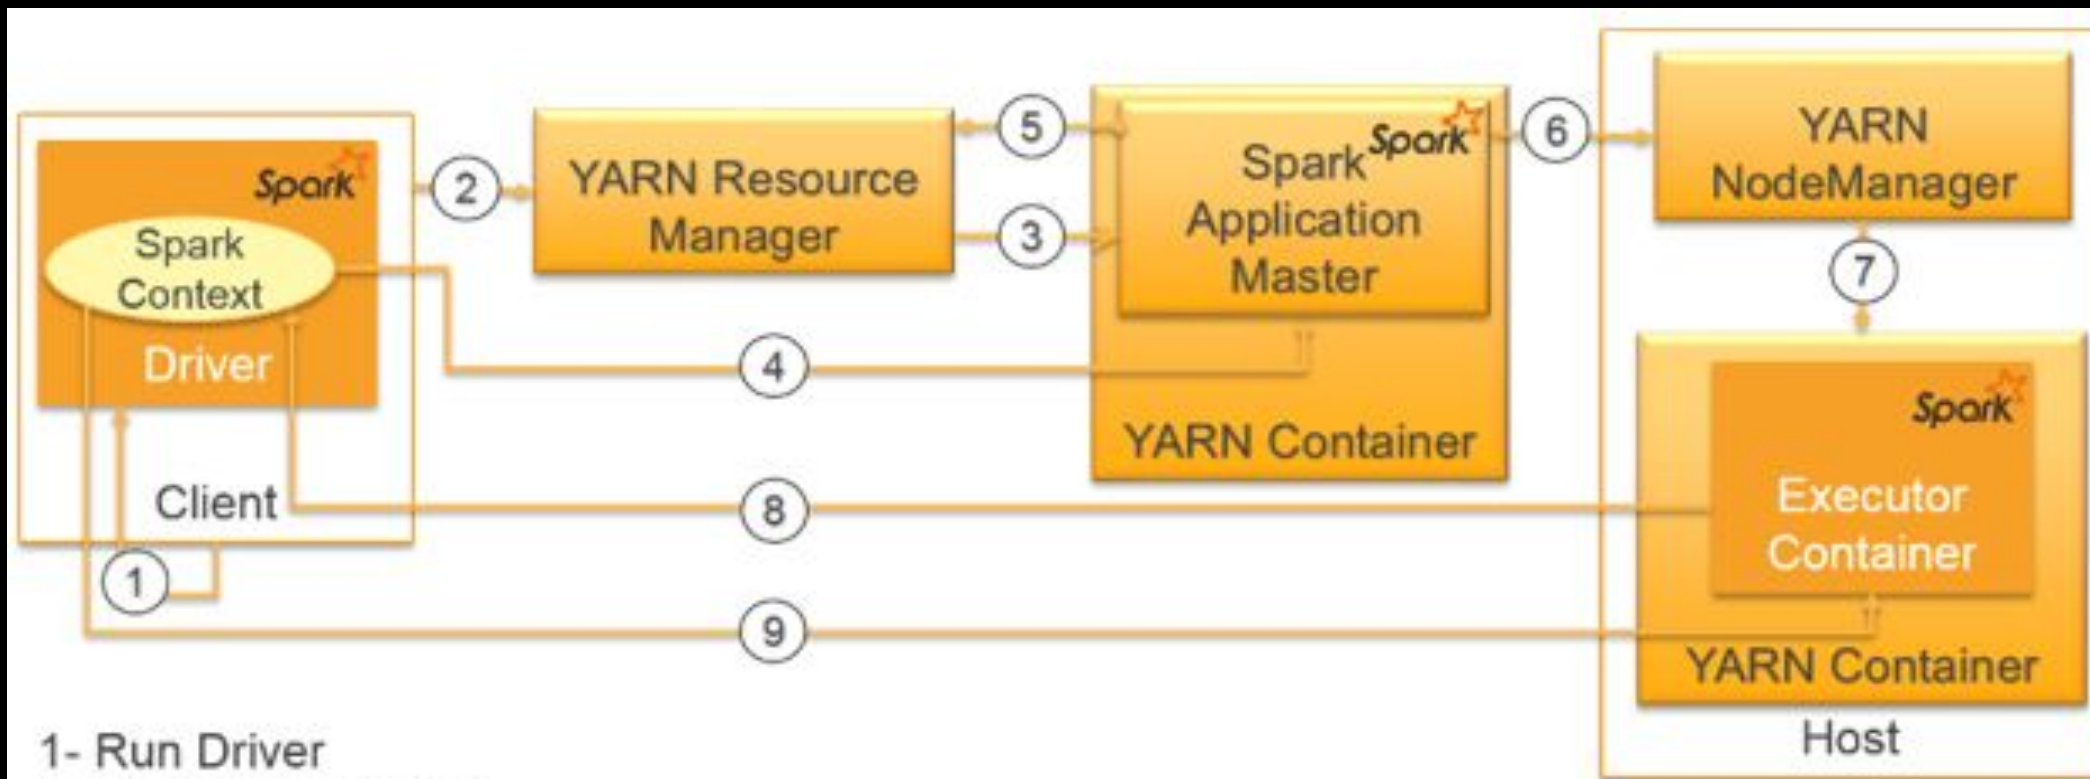 Spark
Spark
Context
Driver
Client
1
2
YARN Resource
Manager
5
3
4
8
9
Spark
Spark
Application
Master
YARN Container
6
YARN
NodeManager
7
Spark
Executor
Container
YARN Container
Host
1- Run Driver